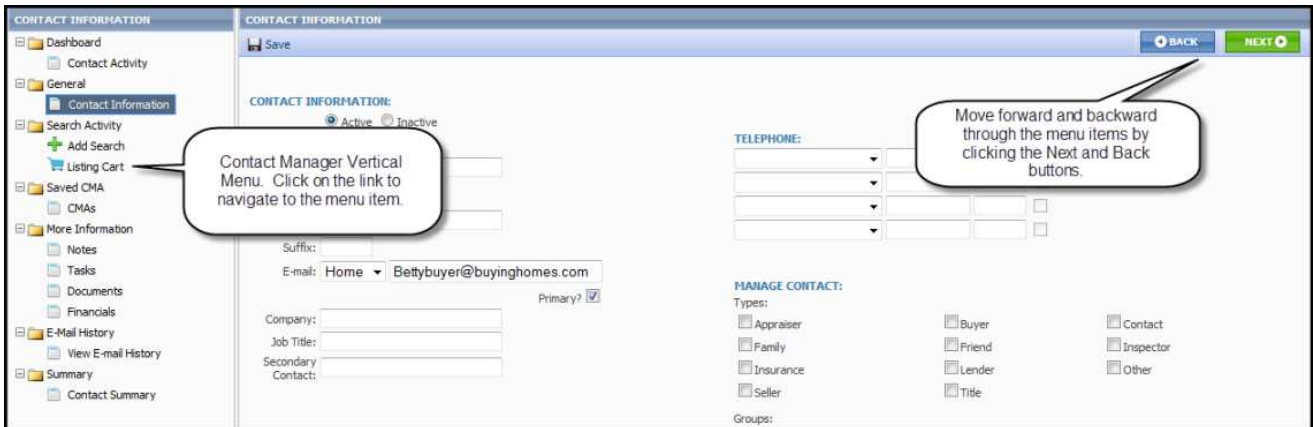 CONTACT INFORMATION
Dashboard
Contact Activity
General
Contact Information
Search Activity
Add Search
Listing Cart
Saved CMA
CMAs
More Information
Notes
Tasks
Documents
Financials
E-Mail History
View E-mail History
Summary
Contact Summary
CONTACT INFORMATION
Save
BACK
NEXT
CONTACT INFORMATION:
Active Inactive
Contact Manager Vertical
Menu. Click on the link to
navigate to the menu item.
Suffix:
E-mail: Home Bettybuyer@buyinghomes.com
Primary?
Company:
Job Title:
Secondary
Contact:
Move forward and backward
through the menu items by
clicking the Next and Back
buttons.
TELEPHONE:
MANAGE CONTACT:
Types:
Appraiser Buyer Contact
Family Friend Inspector
Insurance Lender Other
Seller Title
Groups: